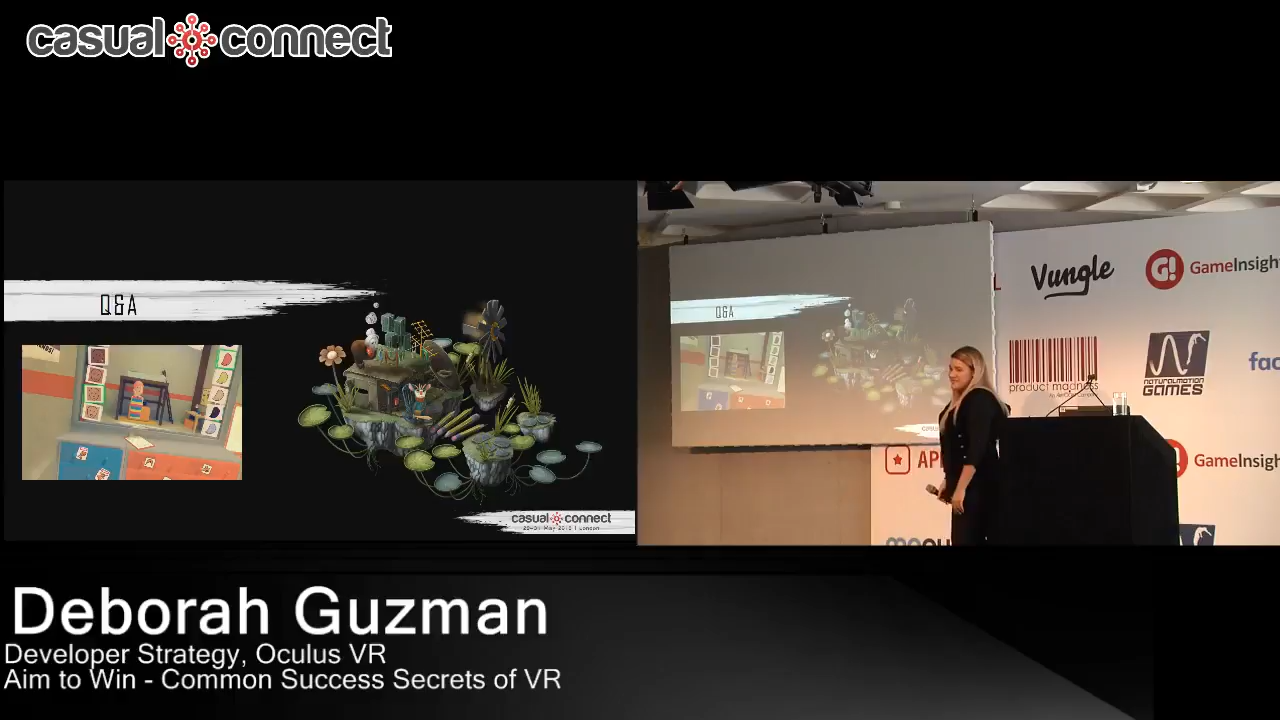 casual connect
Q&A
casual connect
Vungle
GameInsight
Q&A
product madness
NATURALMOTION
GAMES
fac
GameInsight
Deborah Guzman
Developer Strategy, Oculus VR
Aim to Win - Common Success Secrets of VR